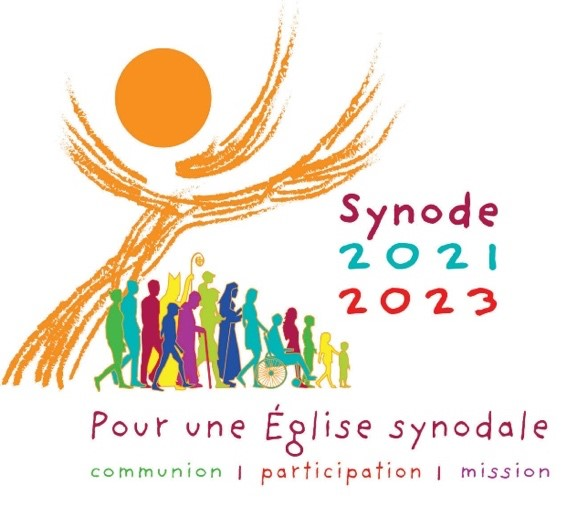 Synode
2021
2023
Pour une Église synodale
communion | participation | mission